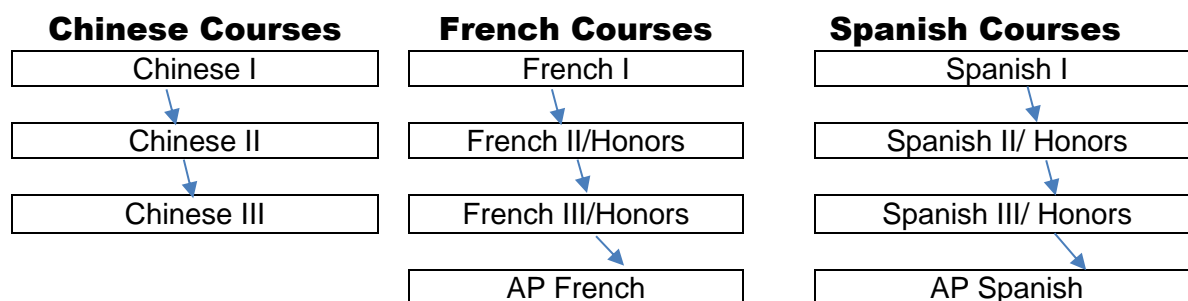 Chinese Courses
Chinese I
Chinese II
Chinese III
French Courses
French I
French II/Honors
French III/Honors
AP French
Spanish Courses
Spanish I
Spanish II/ Honors
Spanish III/ Honors
AP Spanish